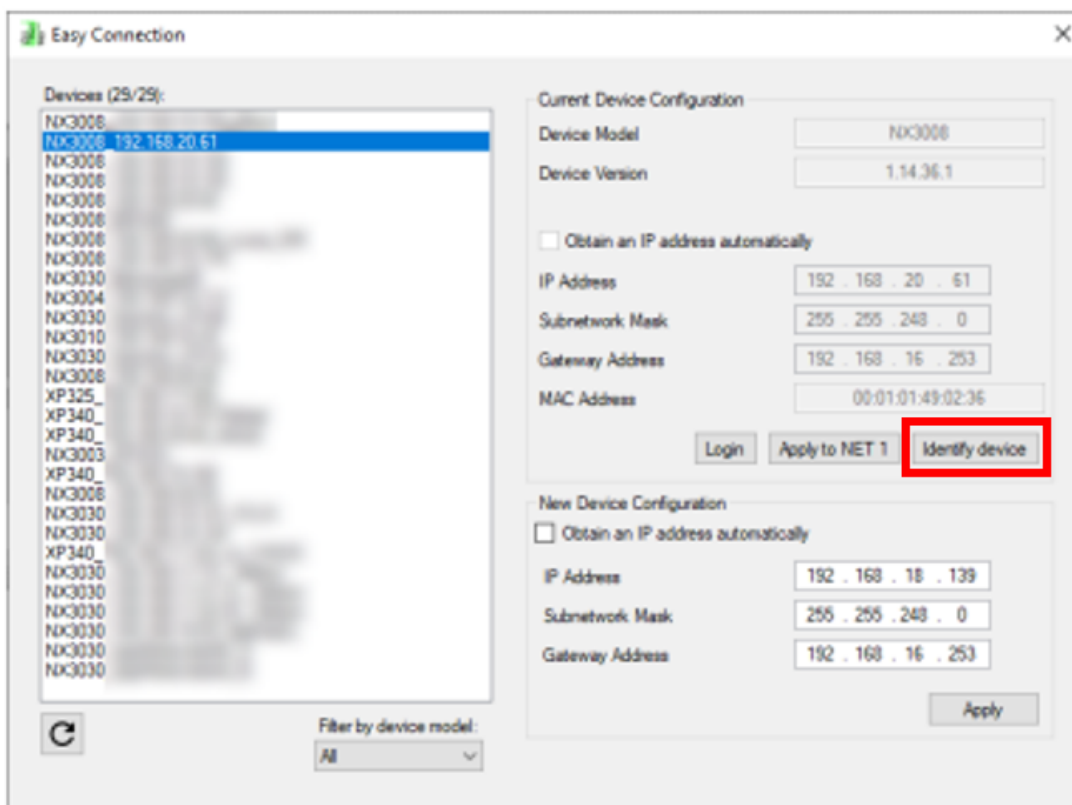 Easy Connection
Devices (29/29):
NX3008_
NX3008_192.168.20.61
NX3008
NX3008
NX3008
NX3008
NX3008
NX3008
NX3030
NX3004
NX3030
NX3010
NX3030
NX3008
XP325_
XP340_
XP340_
NX3003
XP340_
NX3008
NX3030
NX3030
XP340_
NX3030
NX3030
NX3030
NX3030
NX3030
NX3030
Filter by device model:
All
Current Device Configuration
Device Model NX3008
Device Version 1.14.36.1
Obtain an IP address automatically
IP Address 192 . 168 . 20 . 61
Subnetwork Mask 255 . 255 . 248 . 0
Gateway Address 192 . 168 . 16 . 253
MAC Address 00:01:01:49:02:36
Login Apply to NET 1 Identify device
New Device Configuration
Obtain an IP address automatically
IP Address 192 . 168 . 18 . 139
Subnetwork Mask 255 . 255 . 248 . 0
Gateway Address 192 . 168 . 16 . 253
Apply